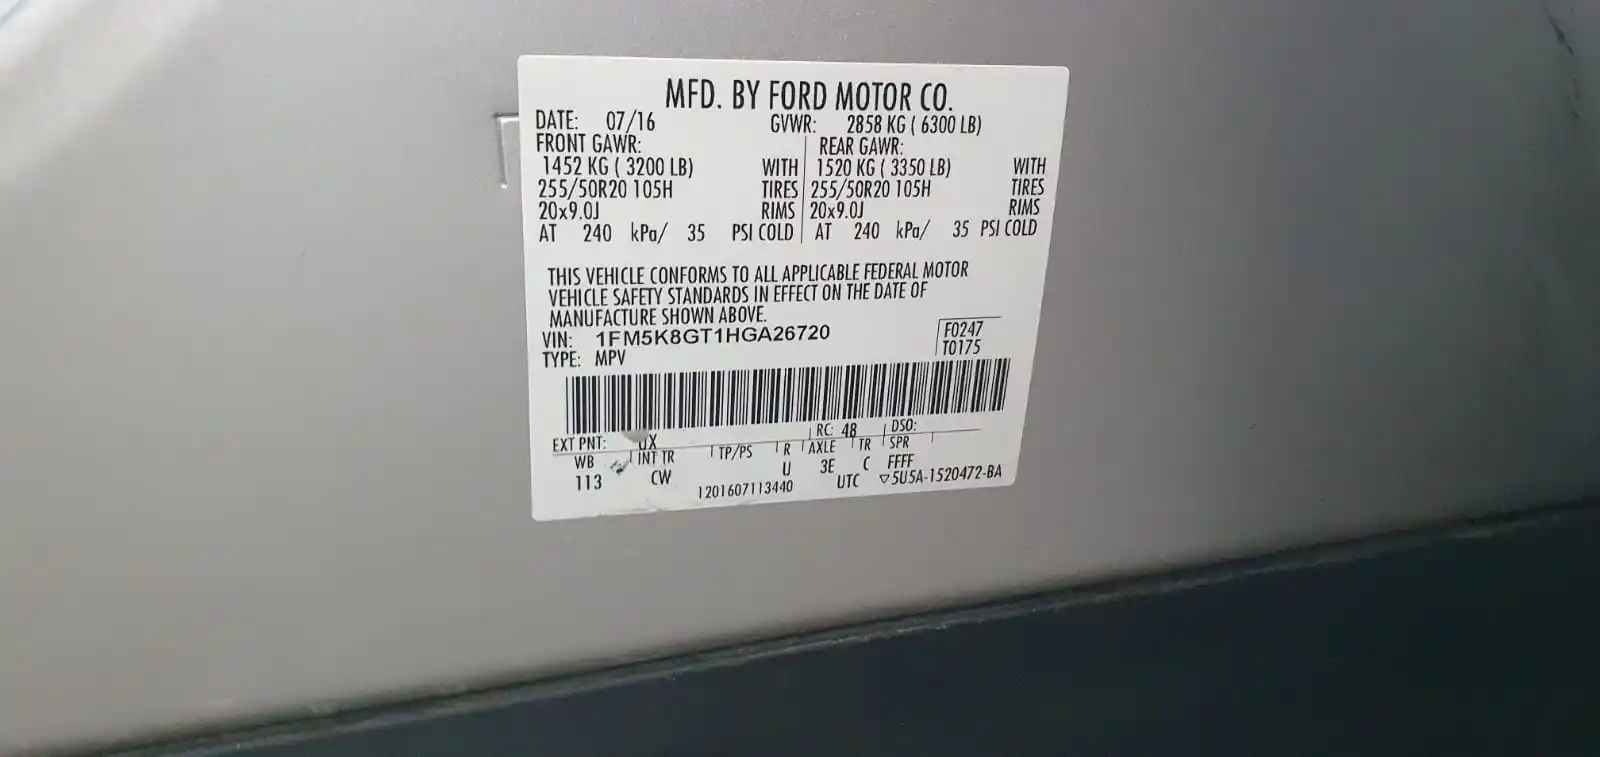 MFD. BY FORD MOTOR CO.
DATE: 07/16 GVWR: 2858 KG ( 6300 LB)
FRONT GAWR: REAR GAWR:
1452 KG ( 3200 LB) WITH 1520 KG ( 3350 LB) WITH
255/50R20 105H TIRES 255/50R20 105H TIRES
20x9.0J RIMS 20x9.0J RIMS
AT 240 kPa/ 35 PSI COLD AT 240 kPa/ 35 PSI COLD
THIS VEHICLE CONFORMS TO ALL APPLICABLE FEDERAL MOTOR
VEHICLE SAFETY STANDARDS IN EFFECT ON THE DATE OF
MANUFACTURE SHOWN ABOVE.
VIN: 1FM5K8GT1HGA26720 F0247
TYPE: MPV T0175
EXT PNT: RC: 48 DSO:
WB INT TR TP/PS R AXLE TR SPR
113 CW U 3E C FFFF
1201607113440 UTC ▽5U5A-1520472-BA